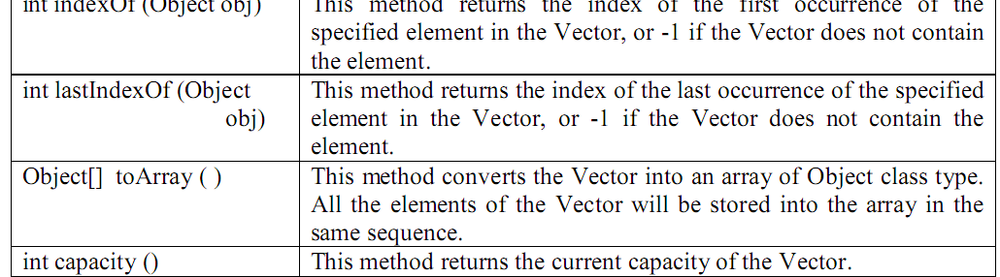 int indexOf (Object obj)
This method returns the index of the first occurrence of the
specified element in the Vector, or -1 if the Vector does not contain
the element.
int lastIndexOf (Object
obj)
This method returns the index of the last occurrence of the specified
element in the Vector, or -1 if the Vector does not contain the
element.
Object[] toArray ( )
This method converts the Vector into an array of Object class type.
All the elements of the Vector will be stored into the array in the
same sequence.
int capacity ()
This method returns the current capacity of the Vector.